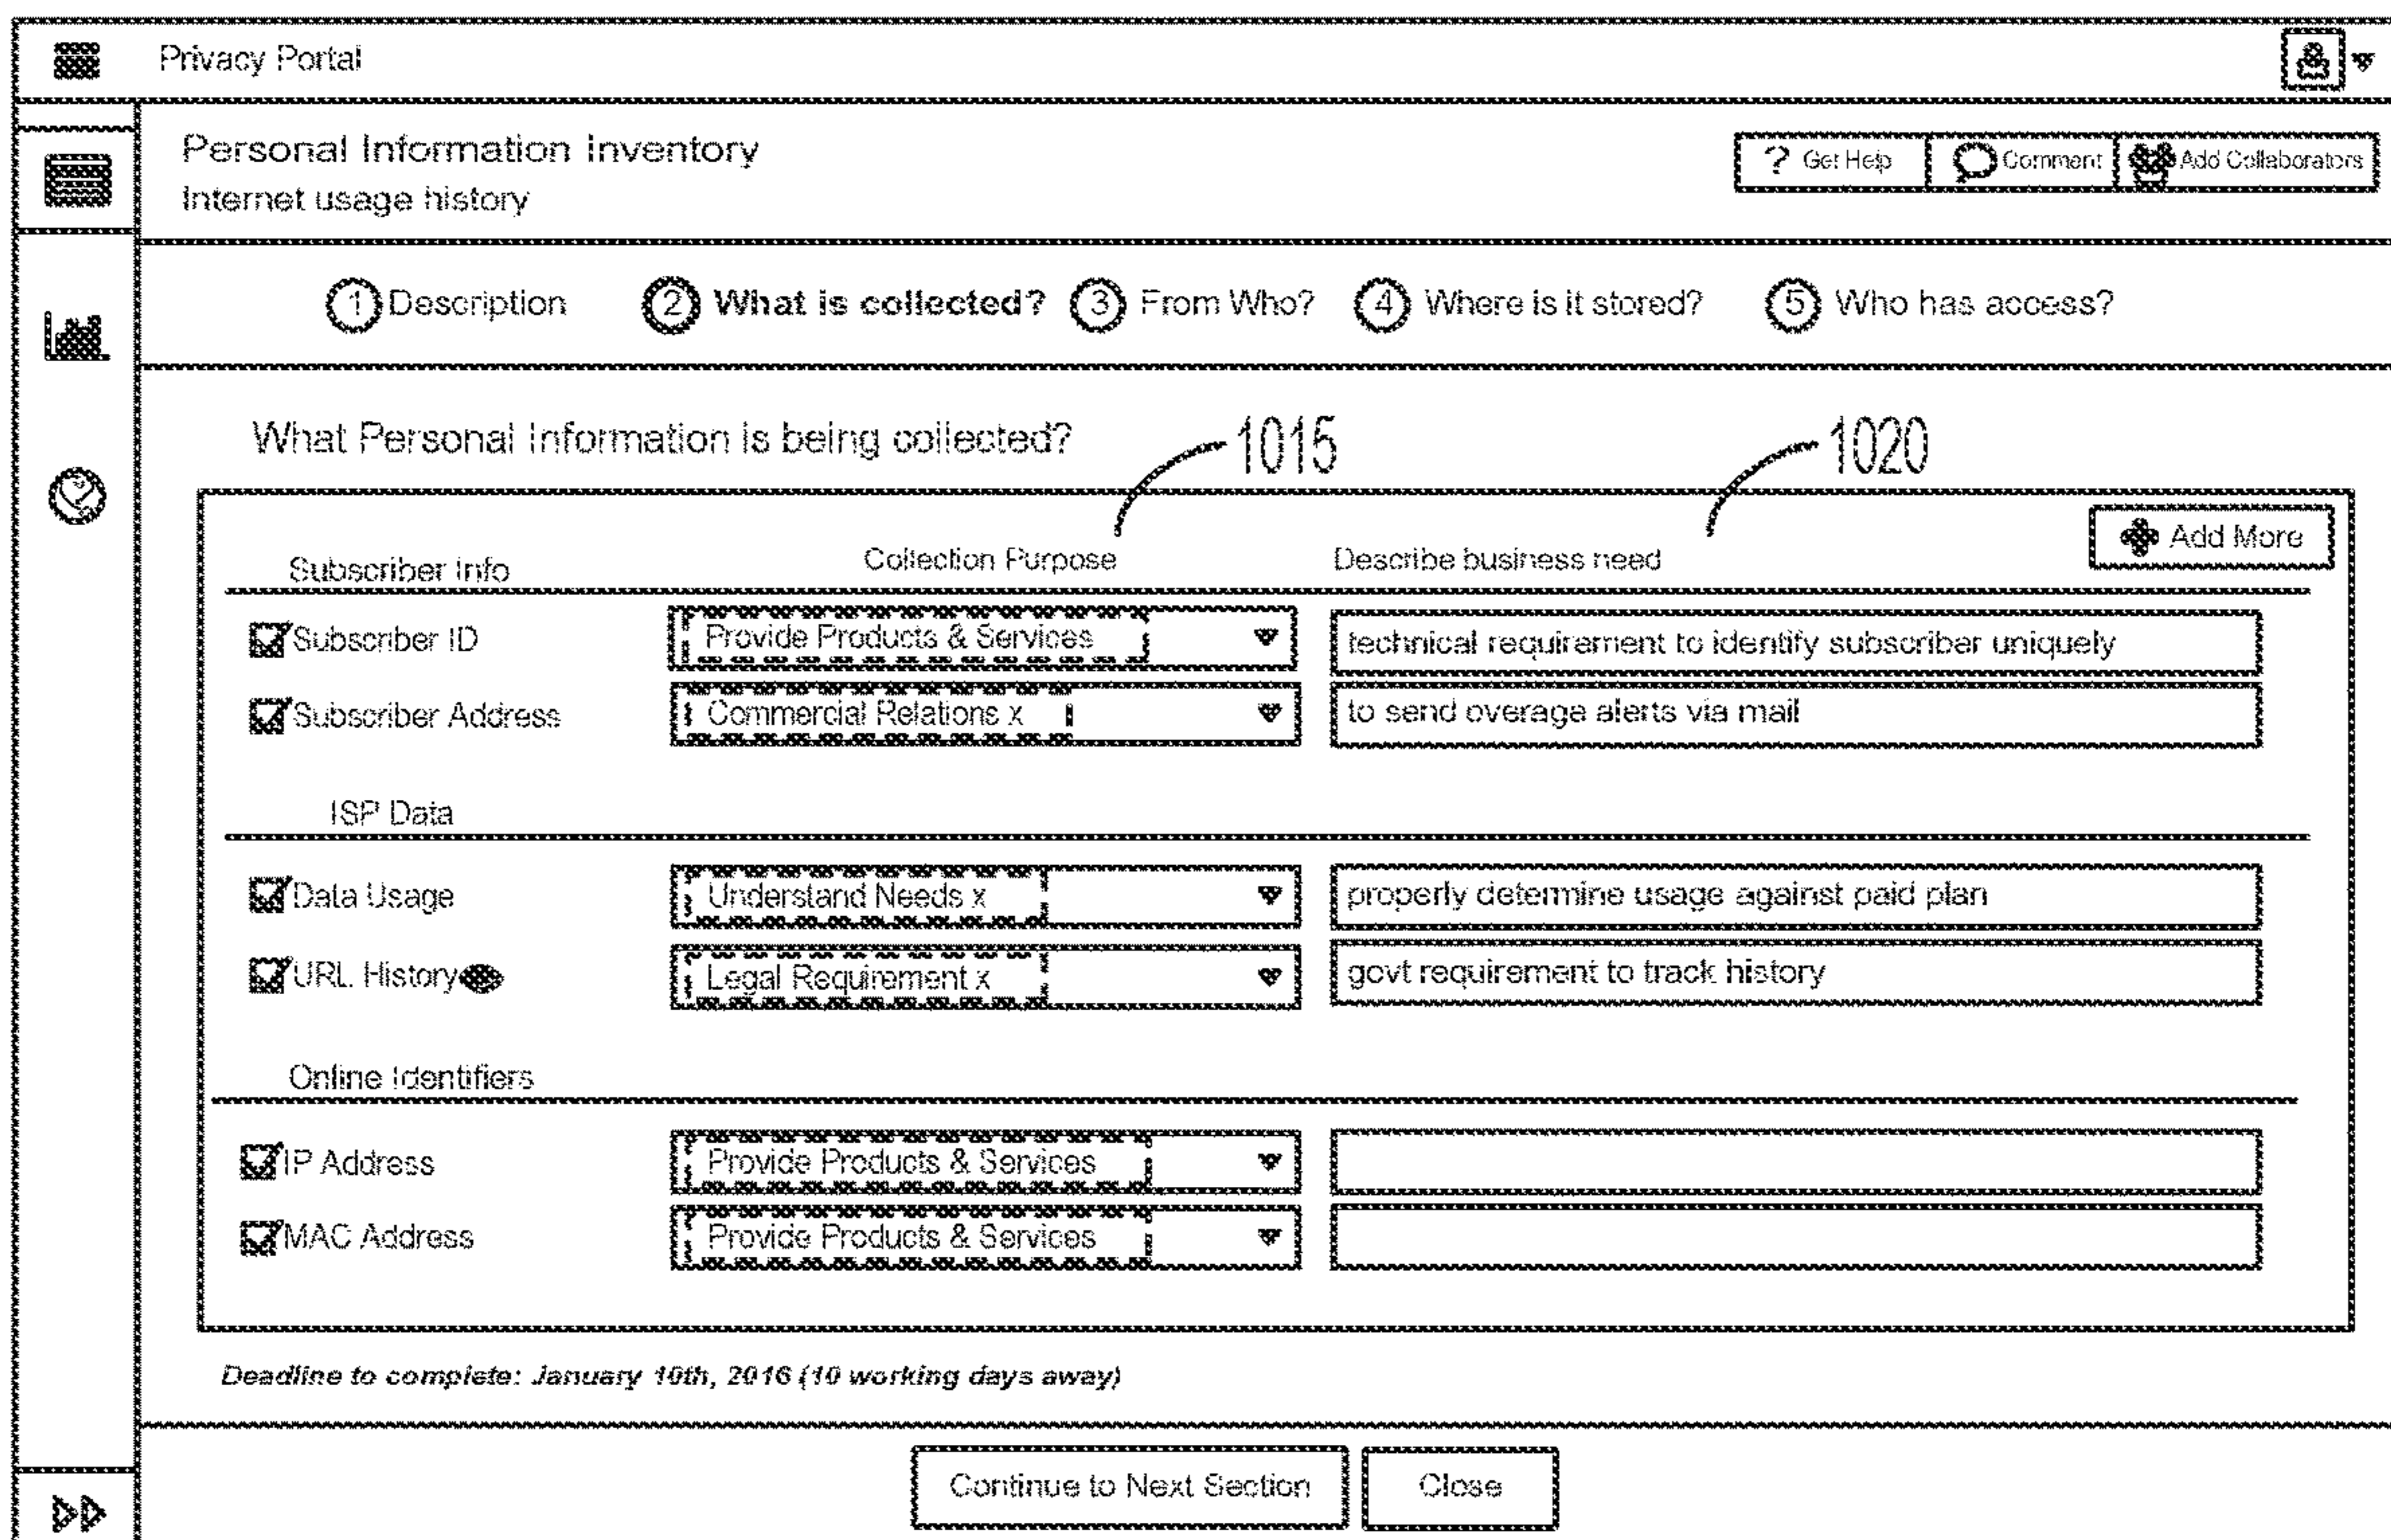 Privacy Portal
Personal Information Inventory
Internet usage history
? Get Help
Comment
Add Collaborators
1 Description
2 What is collected?
3 From Who?
4 Where is it stored?
5 Who has access?
What Personal Information is being collected?
1015
1020
Subscriber Info
Collection Purpose
Describe business need
Add More
Subscriber ID
Provide Products & Services
technical requirement to identify subscriber uniquely
Subscriber Address
Commercial Relations x
to send overage alerts via mail
ISP Data
Data Usage
Understand Needs x
properly determine usage against paid plan
URL History
Legal Requirement x
govt requirement to track history
Online Identifiers
IP Address
Provide Products & Services
MAC Address
Provide Products & Services
Deadline to complete: January 10th, 2016 (10 working days away)
Continue to Next Section
Close